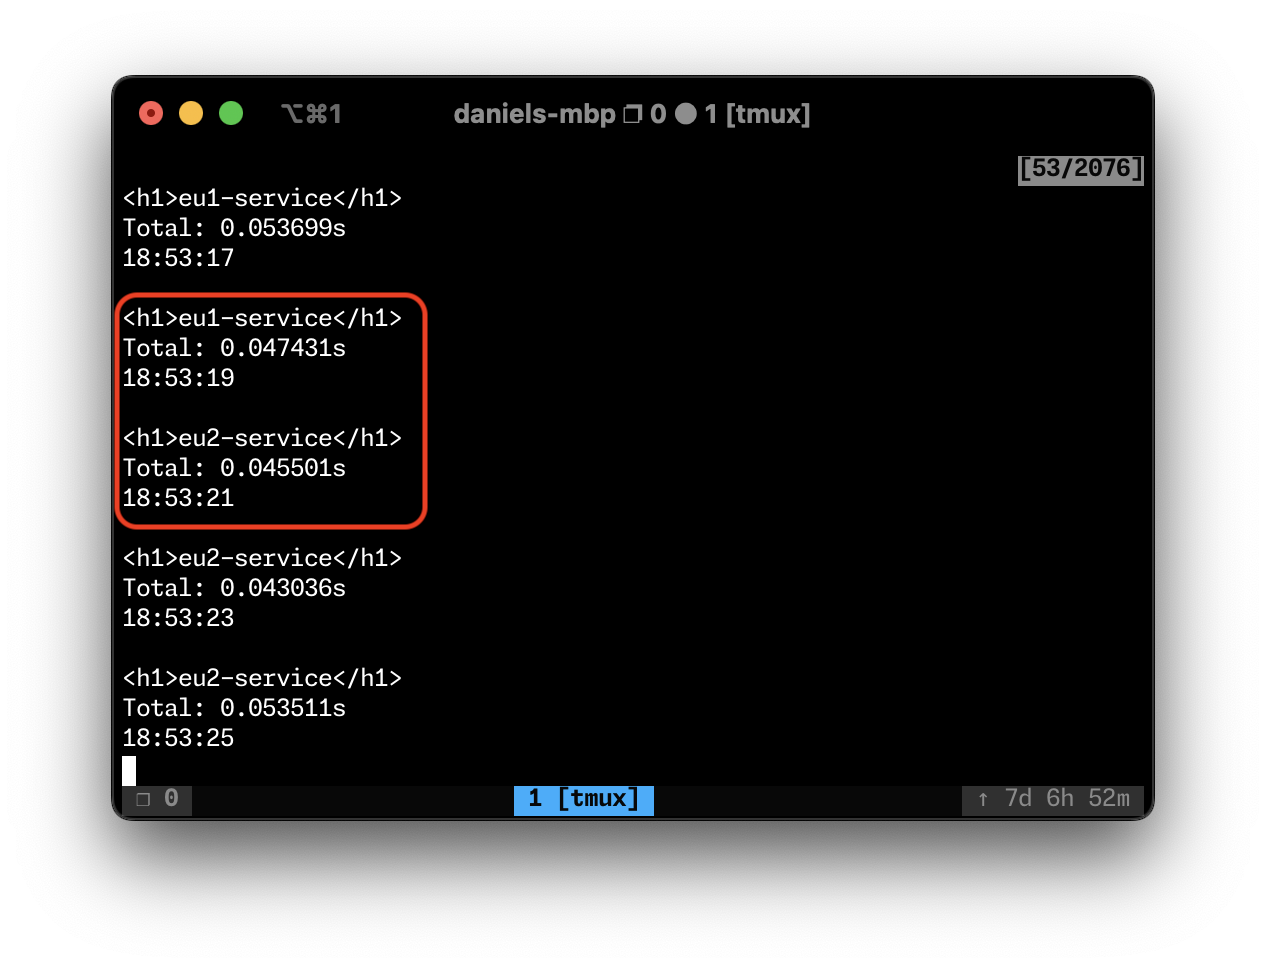 ⌥⌘1 daniels-mbp ❐ 0 ● 1 [tmux]
[53/2076]
<h1>eu1-service</h1>
Total: 0.053699s
18:53:17
<h1>eu1-service</h1>
Total: 0.047431s
18:53:19
<h1>eu2-service</h1>
Total: 0.045501s
18:53:21
<h1>eu2-service</h1>
Total: 0.043036s
18:53:23
<h1>eu2-service</h1>
Total: 0.053511s
18:53:25
❐ 0 1 [tmux] ↑ 7d 6h 52m